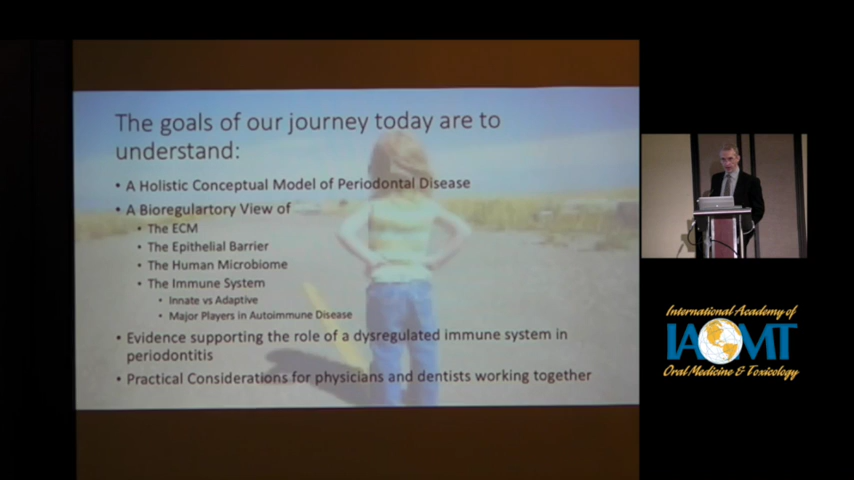 The goals of our journey today are to
understand:
• A Holistic Conceptual Model of Periodontal Disease
• A Bioregulartory View of
• The ECM
• The Epithelial Barrier
• The Human Microbiome
• The Immune System
• Innate vs Adaptive
• Major Players in Autoimmune Disease
• Evidence supporting the role of a dysregulated immune system in
periodontitis
• Practical Considerations for physicians and dentists working together
International Academy of
IAOMT
Oral Medicine & Toxicology